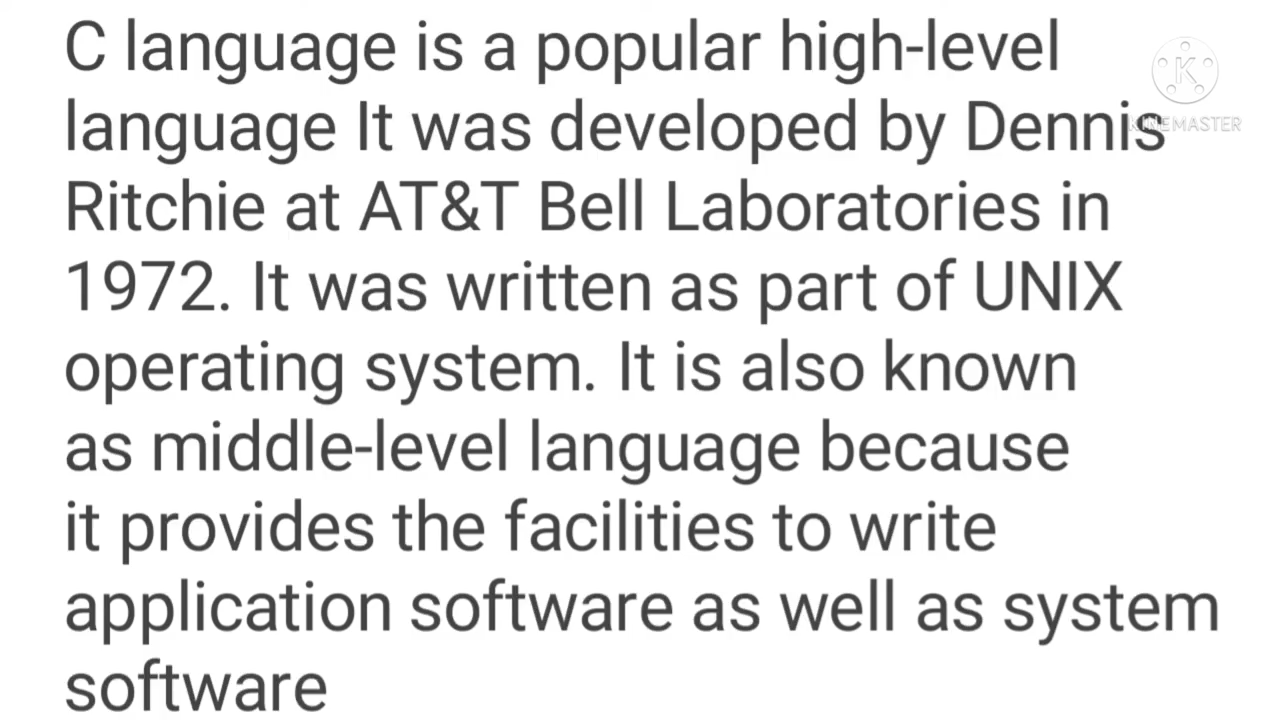 C language is a popular high-level
language It was developed by Dennis
Ritchie at AT&T Bell Laboratories in
1972. It was written as part of UNIX
operating system. It is also known
as middle-level language because
it provides the facilities to write
application software as well as system
software
K
KINEMASTER